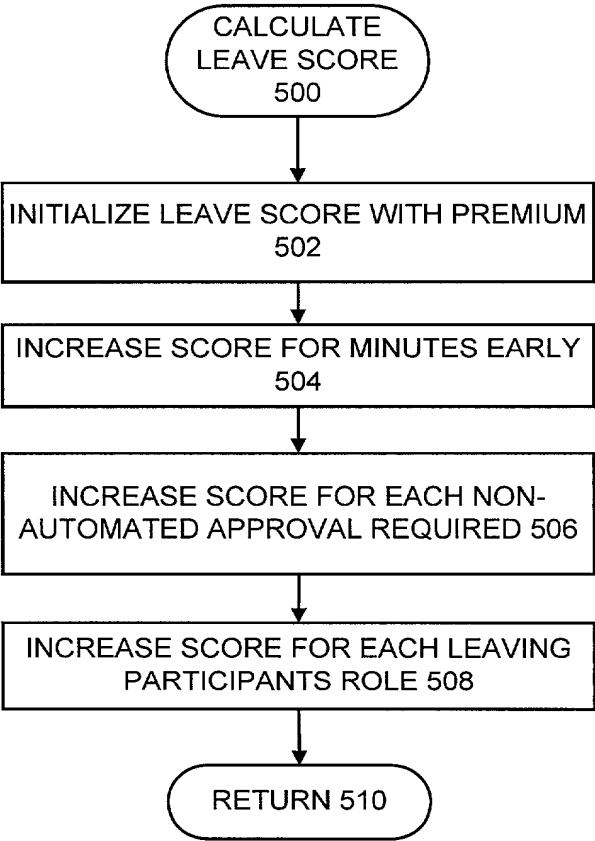 CALCULATE
LEAVE SCORE
500
INITIALIZE LEAVE SCORE WITH PREMIUM
502
INCREASE SCORE FOR MINUTES EARLY
504
INCREASE SCORE FOR EACH NON-
AUTOMATED APPROVAL REQUIRED 506
INCREASE SCORE FOR EACH LEAVING
PARTICIPANTS ROLE 508
RETURN 510